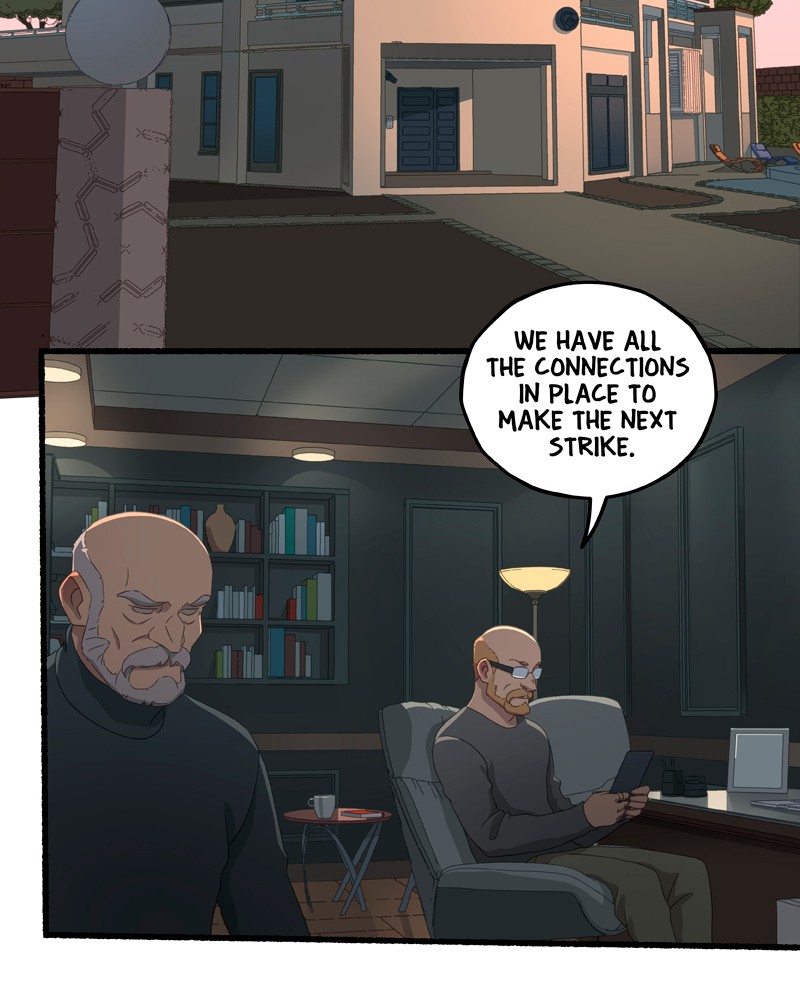 WE HAVE ALL
THE CONNECTIONS
IN PLACE TO
MAKE THE NEXT
STRIKE.